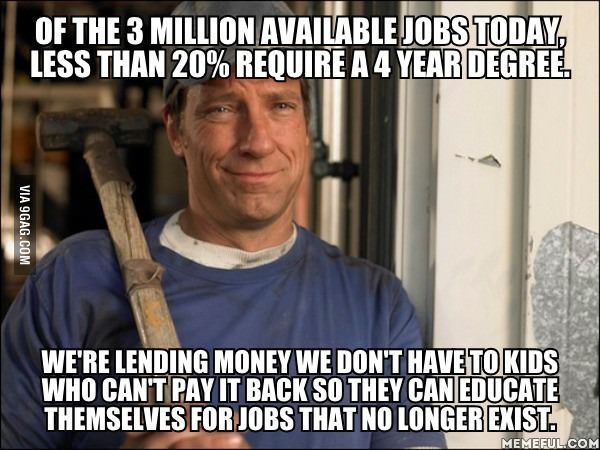 OF THE 3 MILLION AVAILABLE JOBS TODAY,
LESS THAN 20% REQUIRE A 4 YEAR DEGREE.
VIA 9GAG.COM
WE'RE LENDING MONEY WE DON'T HAVE TO KIDS
WHO CAN'T PAY IT BACK SO THEY CAN EDUCATE
THEMSELVES FOR JOBS THAT NO LONGER EXIST.
MEMEFUL.COM